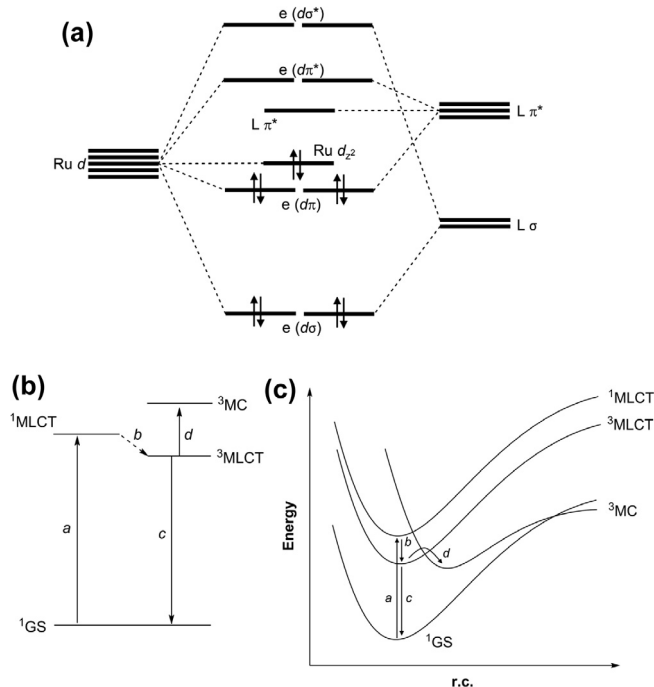 (a)
e (dσ*)
e (dπ*)
L π*
L π*
Ru d
Ru dz²
e (dπ)
L σ
e (dσ)
(b)
³MC
¹MLCT
b
d
³MLCT
a
c
¹GS
(c)
¹MLCT
³MLCT
³MC
Energy
b
d
a
c
¹GS
r.c.